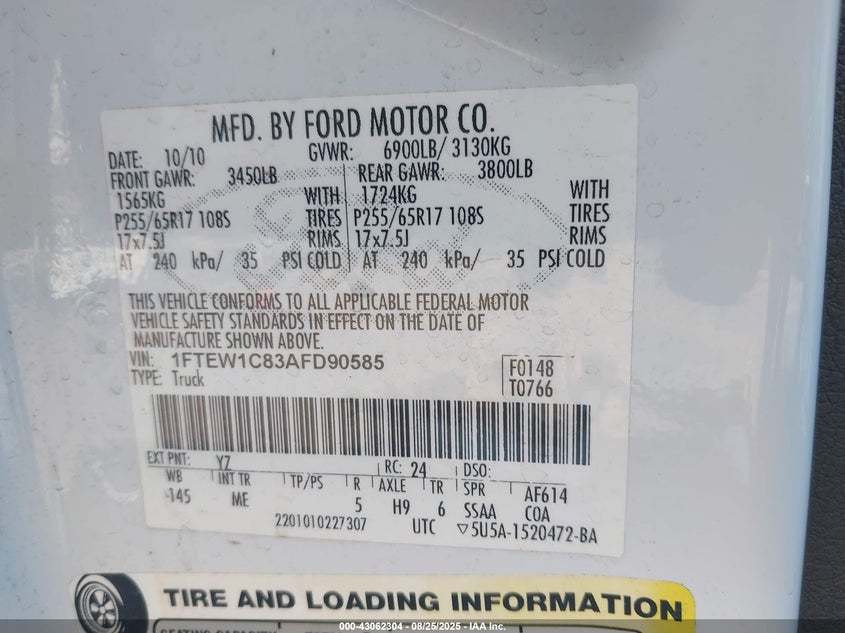 MFD. BY FORD MOTOR CO.
DATE: 10/10 GVWR: 6900LB/ 3130KG
FRONT GAWR: 3450LB REAR GAWR: 3800LB
1565KG WITH 1724KG WITH
P255/65R17 108S TIRES P255/65R17 108S TIRES
17x7.5J RIMS 17x7.5J RIMS
AT 240 kPa/ 35 PSI COLD AT 240 kPa/ 35 PSI COLD
THIS VEHICLE CONFORMS TO ALL APPLICABLE FEDERAL MOTOR
VEHICLE SAFETY STANDARDS IN EFFECT ON THE DATE OF
MANUFACTURE SHOWN ABOVE.
VIN: 1FTEW1C83AFD90585 F0148
TYPE: Truck T0766
EXT PNT: YZ RC: 24 DSO:
WB INT TR TP/PS R AXLE TR SPR AF614
145 ME 5 H9 6 SSAA COA
2201010227307 UTC ▽5U5A-1520472-BA
TIRE AND LOADING INFORMATION
000-43062304 - 08/25/2025 - IAA Inc.